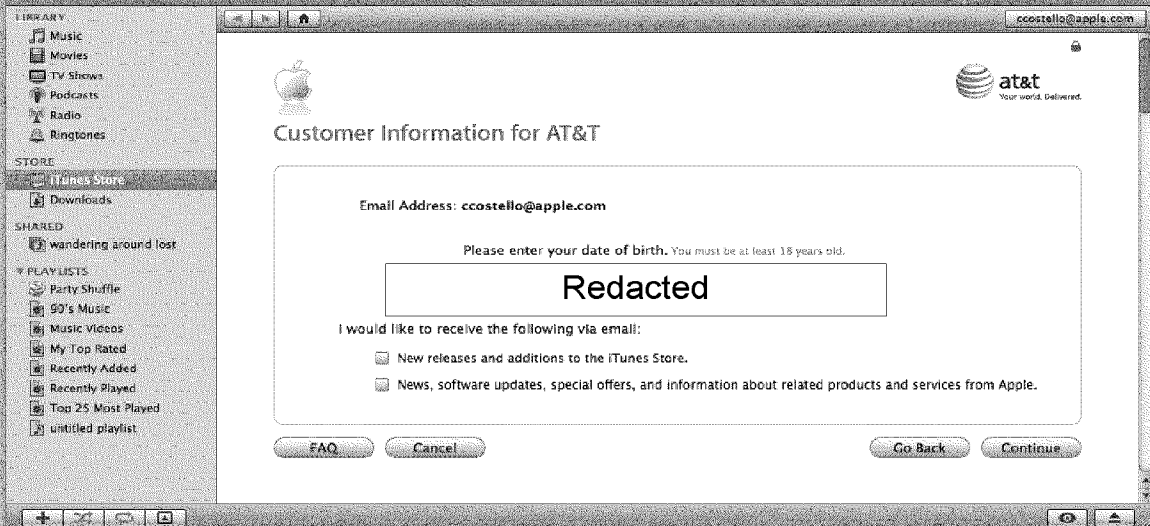 LIBRARY
Music
Movies
TV Shows
Podcasts
Radio
Ringtones
STORE
iTunes Store
Downloads
SHARED
wandering around lost
PLAYLISTS
Party Shuffle
90's Music
Music Videos
My Top Rated
Recently Added
Recently Played
Top 25 Most Played
untitled playlist
ccostello@apple.com
at&t
Your world. Delivered.
Customer Information for AT&T
Email Address: ccostello@apple.com
Please enter your date of birth. You must be at least 18 years old.
Redacted
I would like to receive the following via email:
New releases and additions to the iTunes Store.
News, software updates, special offers, and information about related products and services from Apple.
FAQ Cancel Go Back Continue